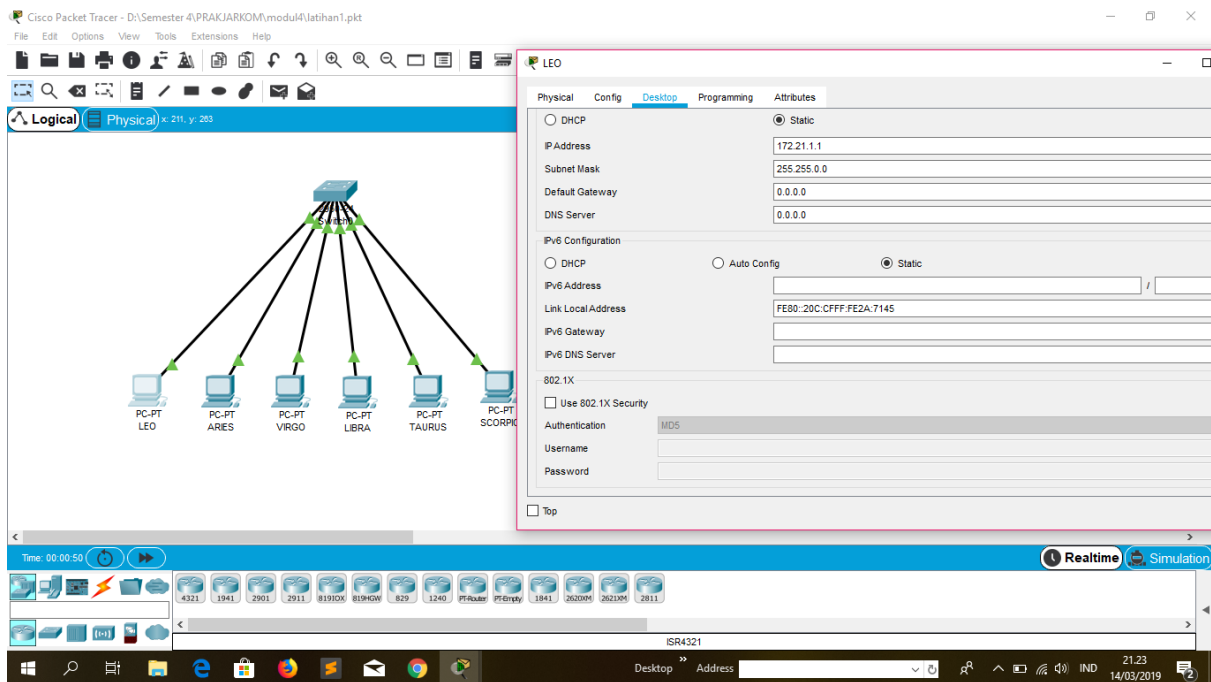 Cisco Packet Tracer - D:\Semester 4\PRAKJARKOM\modul4\latihan1.pkt
File Edit Options View Tools Extensions Help
Logical
Physical
x: 211, y: 263
Switch0
PC-PT
LEO
PC-PT
ARIES
PC-PT
VIRGO
PC-PT
LIBRA
PC-PT
TAURUS
PC-PT
LEO
Physical Config Desktop Programming Attributes
DHCP Static
IP Address 172.21.1.1
Subnet Mask 255.255.0.0
Default Gateway 0.0.0.0
DNS Server 0.0.0.0
IPv6 Configuration
DHCP Auto Config Static
IPv6 Address /
Link Local Address FE80::20C:CFFF:FE2A:7145
IPv6 Gateway
IPv6 DNS Server
802.1X
Use 802.1X Security
Authentication MD5
Username
Password
Top
Time: 00:00:50
Realtime Simulation
4321 1941 2901 2911 819IOX 819HGW 829 1240 PT-Router PT-Empty 1841 2620XM 2621XM 2811
ISR4321
Desktop » Address
IND
21.23
14/03/2019
2